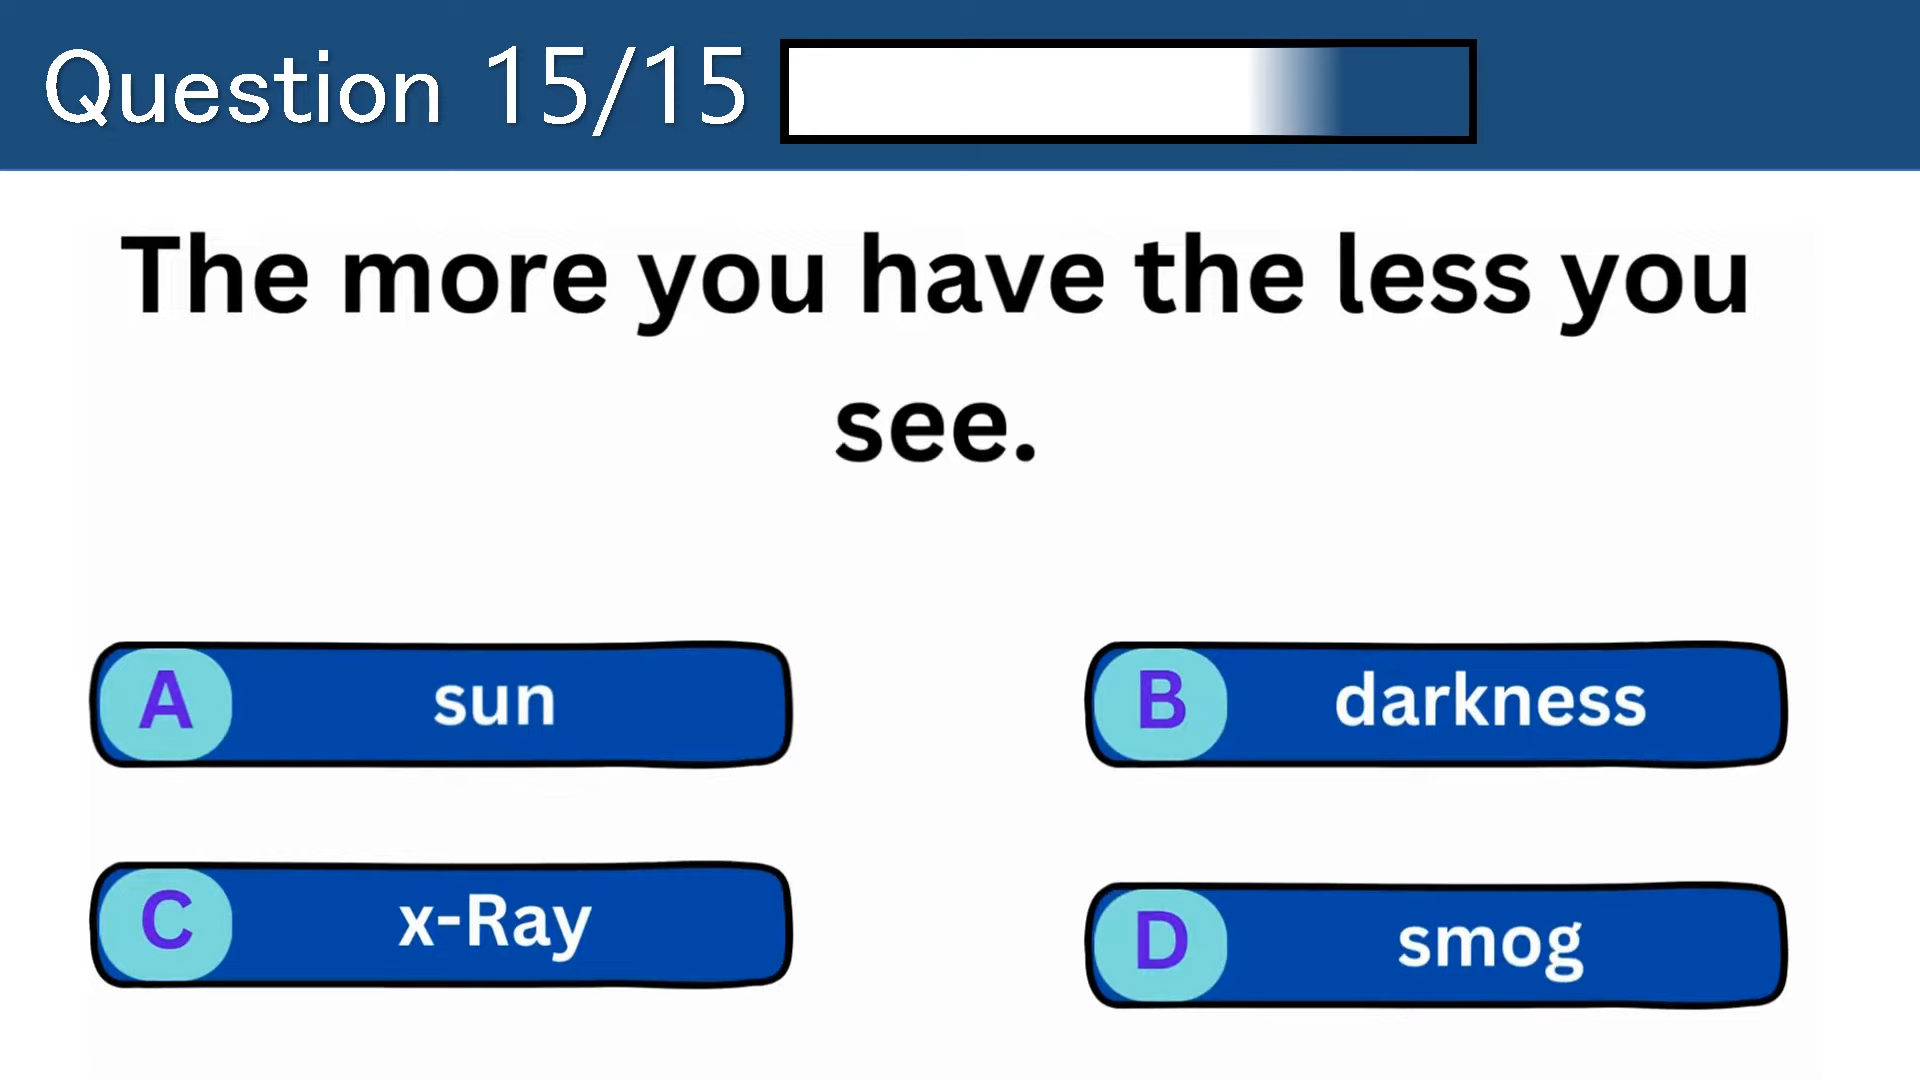 Question 15/15
The more you have the less you
see.
A sun
B darkness
C x-Ray
D smog